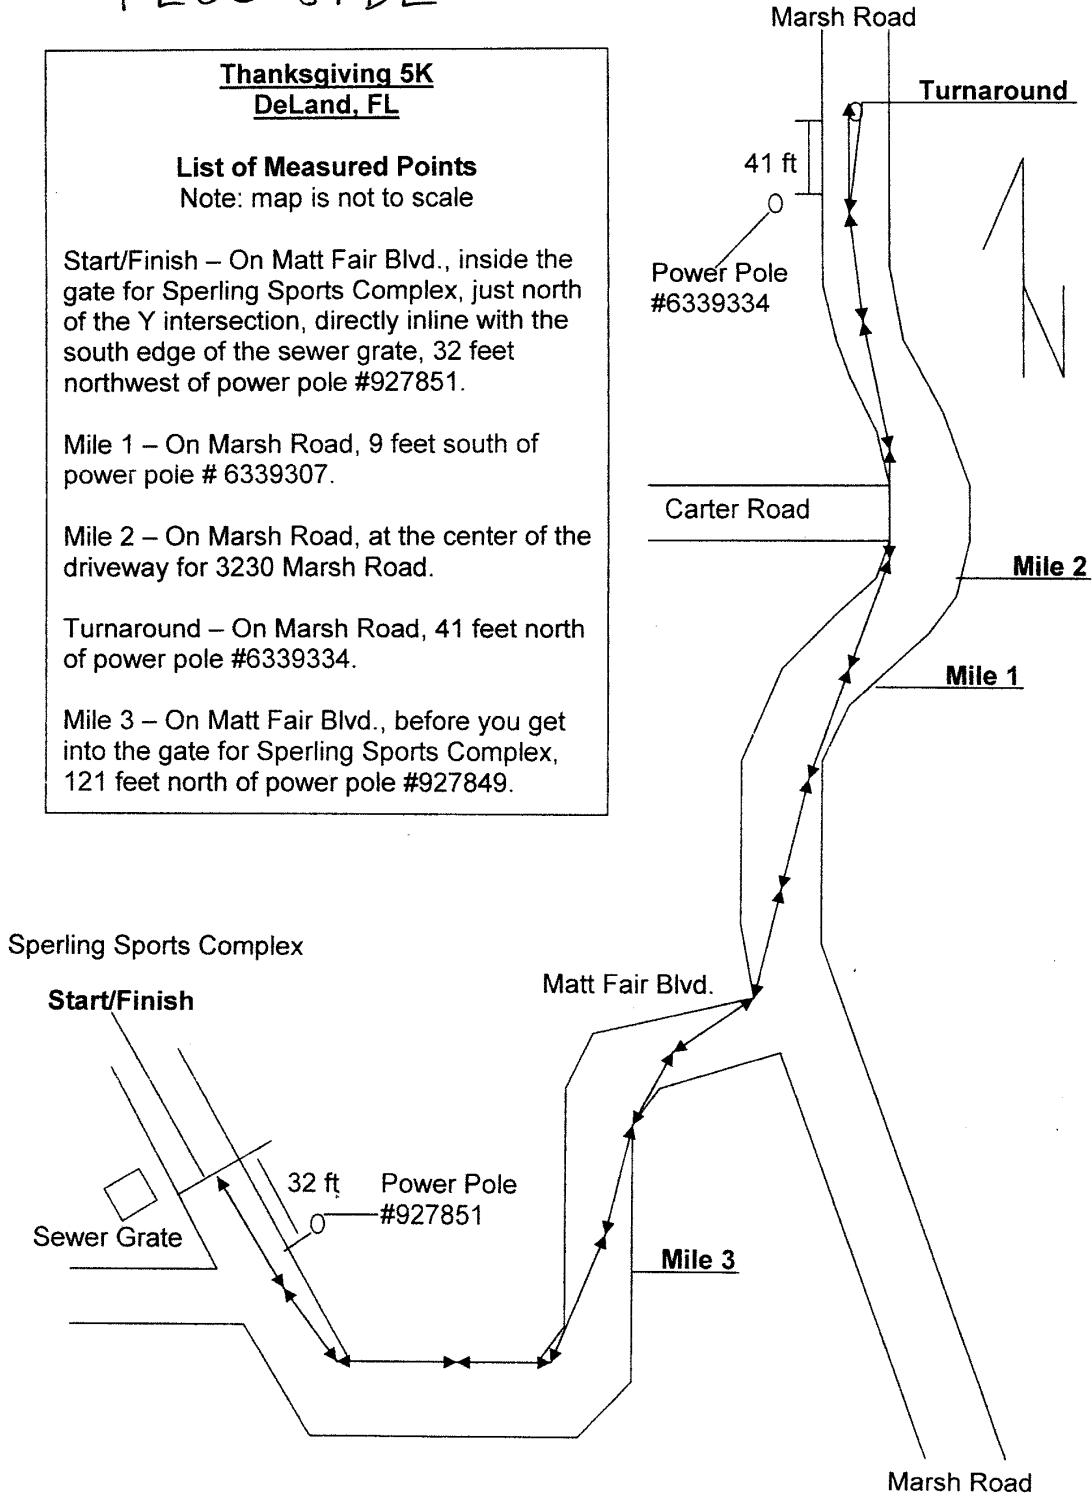 Marsh Road
Thanksgiving 5K
DeLand, FL
List of Measured Points
Note: map is not to scale
Start/Finish – On Matt Fair Blvd., inside the
gate for Sperling Sports Complex, just north
of the Y intersection, directly inline with the
south edge of the sewer grate, 32 feet
northwest of power pole #927851.
Mile 1 – On Marsh Road, 9 feet south of
power pole # 6339307.
Mile 2 – On Marsh Road, at the center of the
driveway for 3230 Marsh Road.
Turnaround – On Marsh Road, 41 feet north
of power pole #6339334.
Mile 3 – On Matt Fair Blvd., before you get
into the gate for Sperling Sports Complex,
121 feet north of power pole #927849.
Turnaround
41 ft
Power Pole
#6339334
N
Carter Road
Mile 2
Mile 1
Sperling Sports Complex
Start/Finish
Matt Fair Blvd.
32 ft
Power Pole
#927851
Sewer Grate
Mile 3
Marsh Road